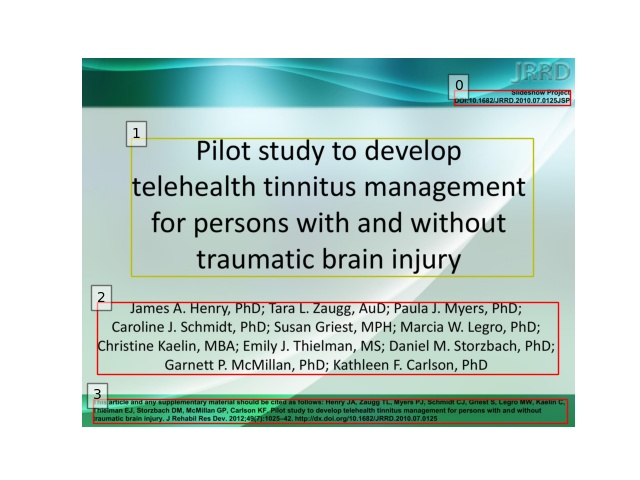 JRRD
Slideshow Project
DOI:10.1682/JRRD.2010.07.0125JSP
0
1
Pilot study to develop
telehealth tinnitus management
for persons with and without
traumatic brain injury
2
James A. Henry, PhD; Tara L. Zaugg, AuD; Paula J. Myers, PhD;
Caroline J. Schmidt, PhD; Susan Griest, MPH; Marcia W. Legro, PhD;
Christine Kaelin, MBA; Emily J. Thielman, MS; Daniel M. Storzbach, PhD;
Garnett P. McMillan, PhD; Kathleen F. Carlson, PhD
3
This article and any supplementary material should be cited as follows: Henry JA, Zaugg TL, Myers PJ, Schmidt CJ, Griest S, Legro MW, Kaelin C,
Thielman EJ, Storzbach DM, McMillan GP, Carlson KF. Pilot study to develop telehealth tinnitus management for persons with and without
traumatic brain injury. J Rehabil Res Dev. 2012;49(7):1025–42. http://dx.doi.org/10.1682/JRRD.2010.07.0125